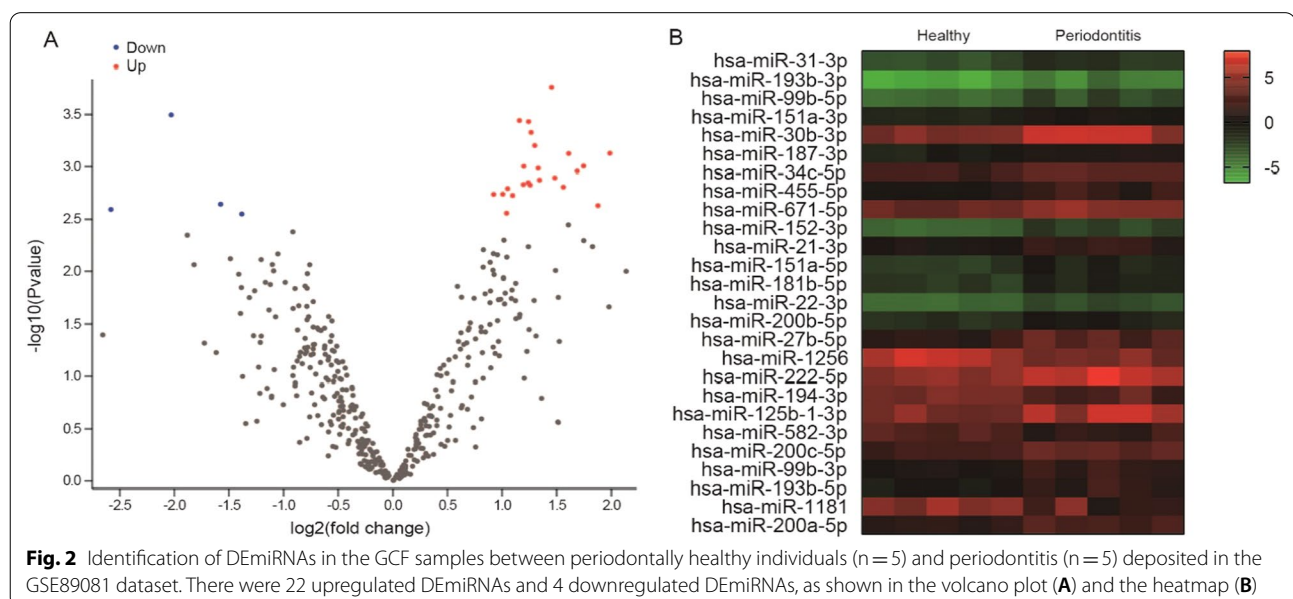 A
Down
Up
3.5
3.0
2.5
2.0
1.5
1.0
0.5
0.0
-log10(Pvalue)
-2.5 -2.0 -1.5 -1.0 -0.5 0.0 0.5 1.0 1.5 2.0
log2(fold change)
B
Healthy Periodontitis
hsa-miR-31-3p
hsa-miR-193b-3p
hsa-miR-99b-5p
hsa-miR-151a-3p
hsa-miR-30b-3p
hsa-miR-187-3p
hsa-miR-34c-5p
hsa-miR-455-5p
hsa-miR-671-5p
hsa-miR-152-3p
hsa-miR-21-3p
hsa-miR-151a-5p
hsa-miR-181b-5p
hsa-miR-22-3p
hsa-miR-200b-5p
hsa-miR-27b-5p
hsa-miR-1256
hsa-miR-222-5p
hsa-miR-194-3p
hsa-miR-125b-1-3p
hsa-miR-582-3p
hsa-miR-200c-5p
hsa-miR-99b-3p
hsa-miR-193b-5p
hsa-miR-1181
hsa-miR-200a-5p
5
0
-5
Fig. 2 Identification of DEmiRNAs in the GCF samples between periodontally healthy individuals (n = 5) and periodontitis (n = 5) deposited in the
GSE89081 dataset. There were 22 upregulated DEmiRNAs and 4 downregulated DEmiRNAs, as shown in the volcano plot (A) and the heatmap (B)